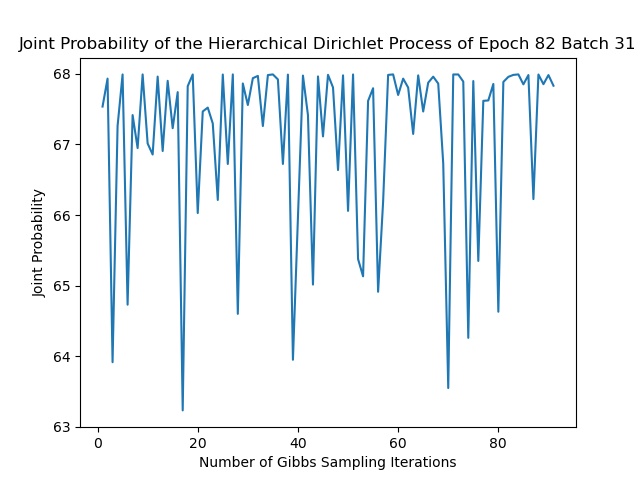 Joint Probability of the Hierarchical Dirichlet Process of Epoch 82 Batch 31
68
67
66
65
64
63
Joint Probability
0 20 40 60 80
Number of Gibbs Sampling Iterations